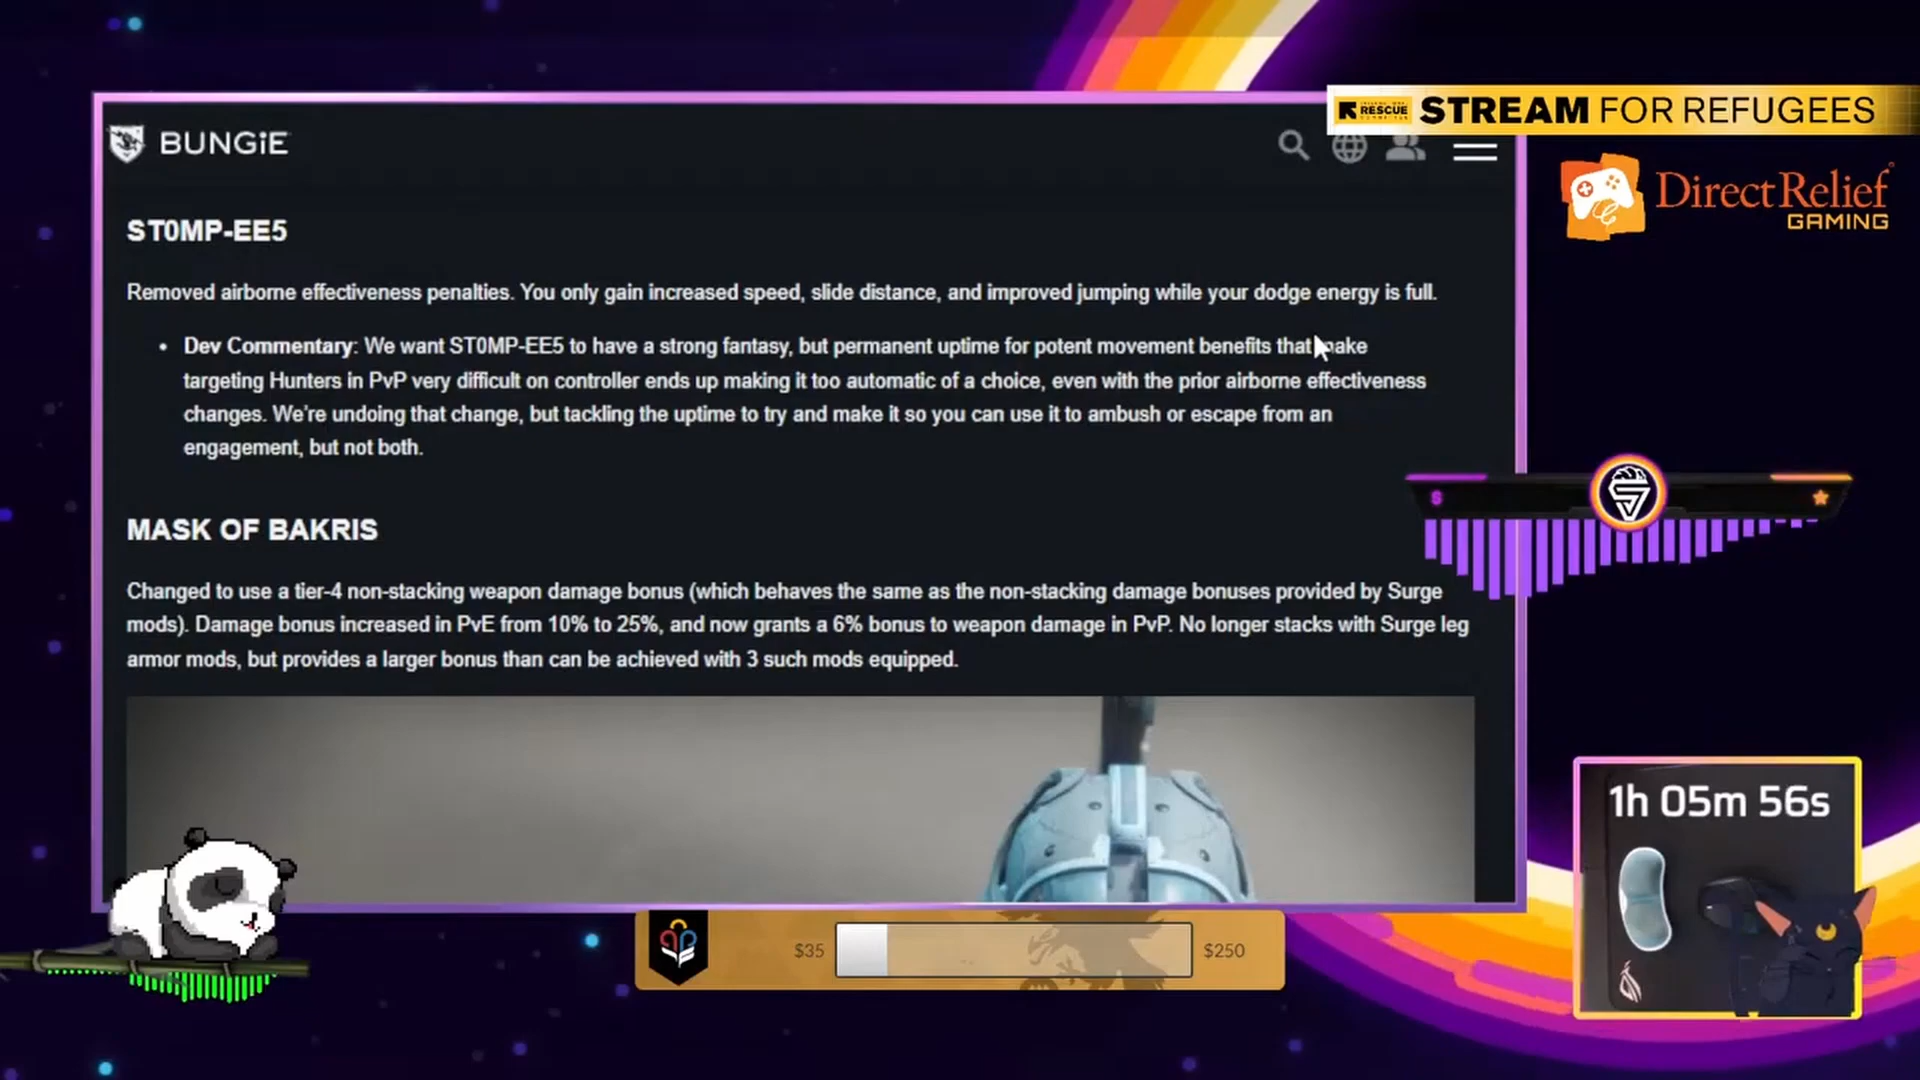 RESCUE
STREAM FOR REFUGEES
BUNGiE
Direct Relief
GAMING
ST0MP-EE5
Removed airborne effectiveness penalties. You only gain increased speed, slide distance, and improved jumping while your dodge energy is full.
• Dev Commentary: We want ST0MP-EE5 to have a strong fantasy, but permanent uptime for potent movement benefits that make
targeting Hunters in PvP very difficult on controller ends up making it too automatic of a choice, even with the prior airborne effectiveness
changes. We're undoing that change, but tackling the uptime to try and make it so you can use it to ambush or escape from an
engagement, but not both.
S
MASK OF BAKRIS
Changed to use a tier-4 non-stacking weapon damage bonus (which behaves the same as the non-stacking damage bonuses provided by Surge
mods). Damage bonus increased in PvE from 10% to 25%, and now grants a 6% bonus to weapon damage in PvP. No longer stacks with Surge leg
armor mods, but provides a larger bonus than can be achieved with 3 such mods equipped.
1h 05m 56s
$35
$250